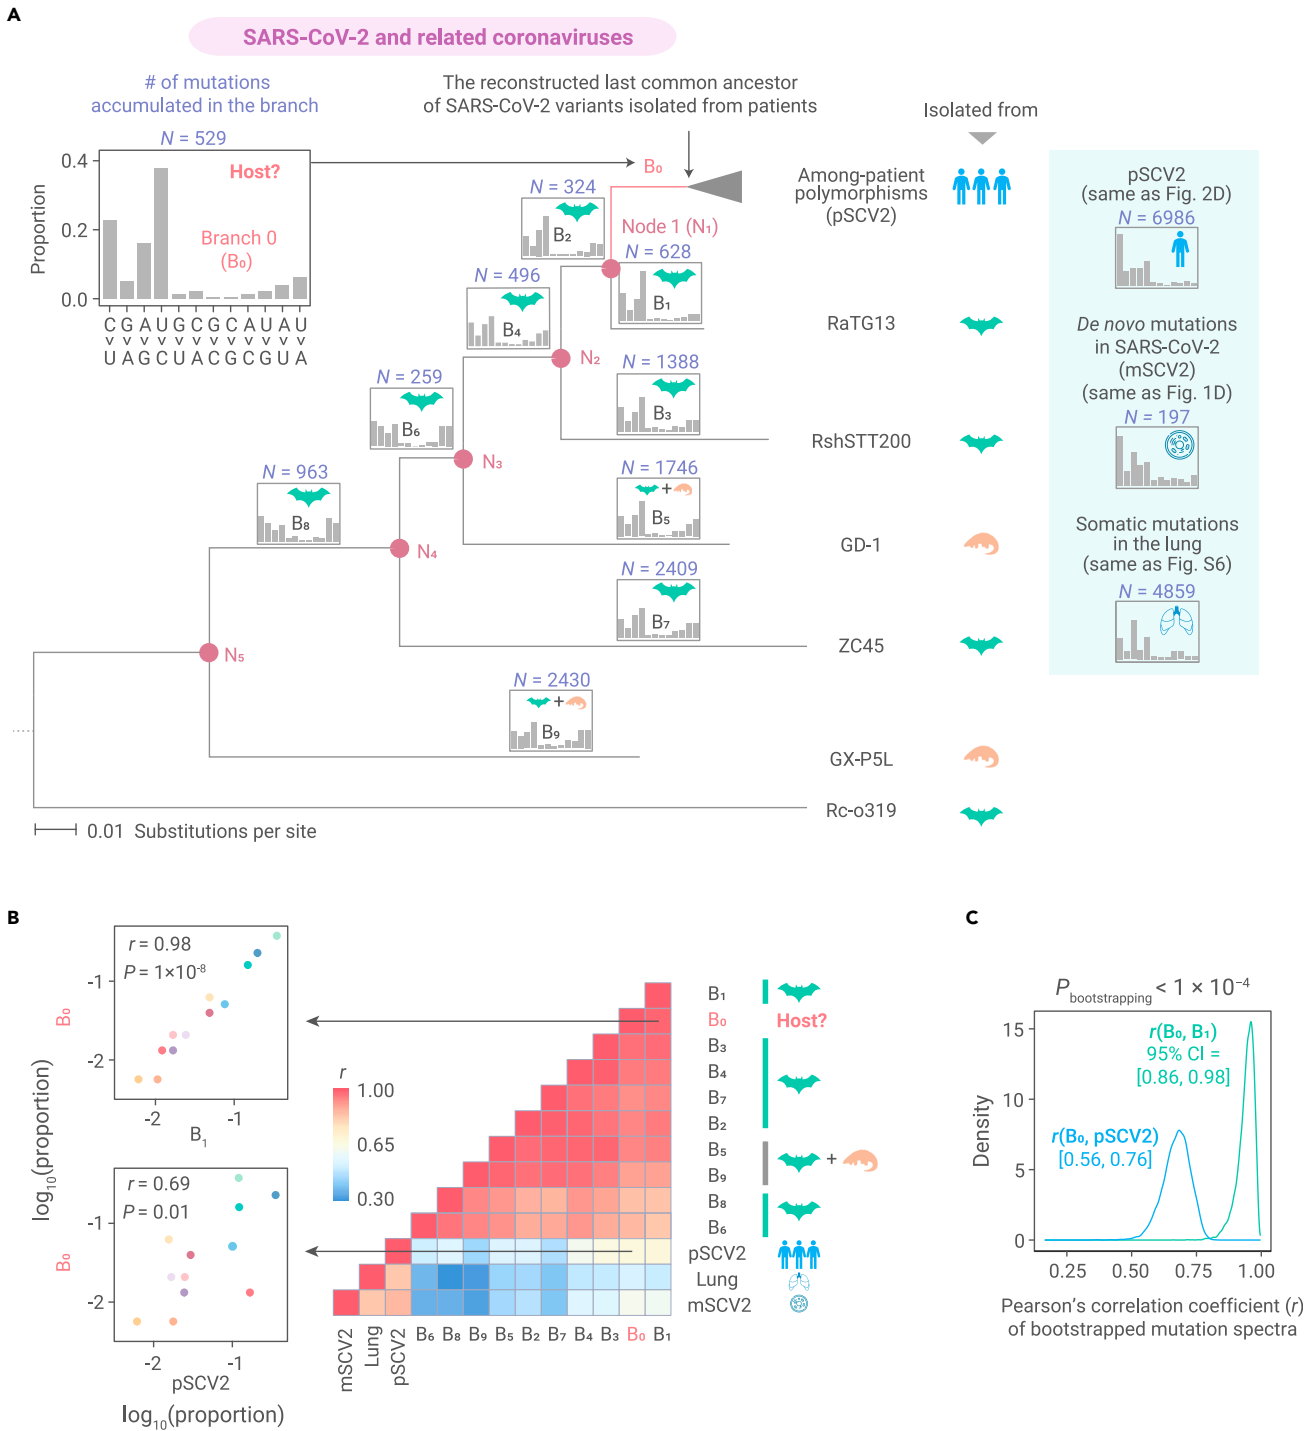 A
SARS-CoV-2 and related coronaviruses
# of mutations
accumulated in the branch
N = 529
The reconstructed last common ancestor
of SARS-CoV-2 variants isolated from patients
Isolated from
Proportion
0.4
0.2
0.0
Host?
Branch 0
(B₀)
C G A U G C G C A U A U
> > > > > > > > > > > >
U A G C U A C G C G U A
B₀
N = 324
B₂
Node 1 (N₁)
N = 628
B₁
N = 496
B₄
N₂
N = 1388
B₃
N = 259
B₆
N₃
N = 1746
+
B₅
N = 963
B₈
N₄
N = 2409
B₇
N₅
N = 2430
+
B₉
Among-patient
polymorphisms
(pSCV2)
RaTG13
RshSTT200
GD-1
ZC45
GX-P5L
Rc-o319
0.01 Substitutions per site
pSCV2
(same as Fig. 2D)
N = 6986
De novo mutations
in SARS-CoV-2
(mSCV2)
(same as Fig. 1D)
N = 197
Somatic mutations
in the lung
(same as Fig. S6)
N = 4859
B
r = 0.98
P = 1×10⁻⁸
-1
-2
B₀
-2 -1
B₁
log₁₀(proportion)
r = 0.69
P = 0.01
-1
-2
B₀
-2 -1
pSCV2
log₁₀(proportion)
r
1.00
0.65
0.30
B₁
B₀ Host?
B₃
B₄
B₇
B₂
B₅
+
B₉
B₈
B₆
pSCV2
Lung
mSCV2
mSCV2 Lung pSCV2 B₆ B₈ B₉ B₅ B₂ B₇ B₄ B₃ B₀ B₁
C
P bootstrapping < 1 × 10⁻⁴
Density
15
10
5
0
r(B₀, B₁)
95% CI =
[0.86, 0.98]
r(B₀, pSCV2)
[0.56, 0.76]
0.25 0.50 0.75 1.00
Pearson's correlation coefficient (r)
of bootstrapped mutation spectra